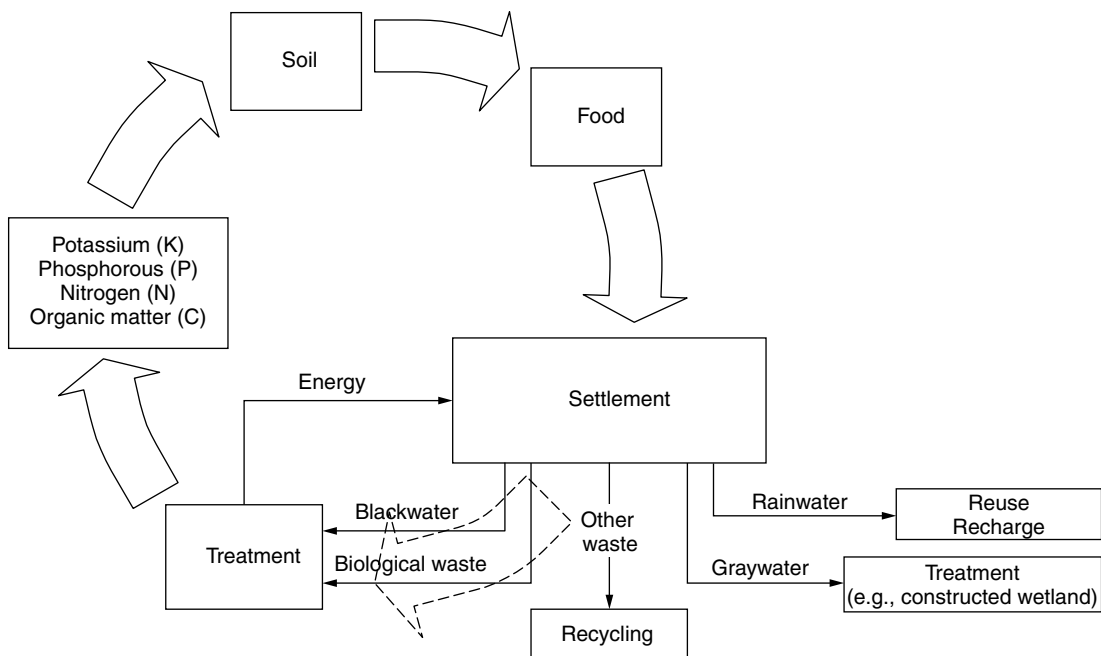 Soil
Food
Potassium (K)
Phosphorous (P)
Nitrogen (N)
Organic matter (C)
Energy
Settlement
Rainwater
Reuse
Recharge
Blackwater
Other
waste
Treatment
Biological waste
Graywater
Treatment
(e.g., constructed wetland)
Recycling